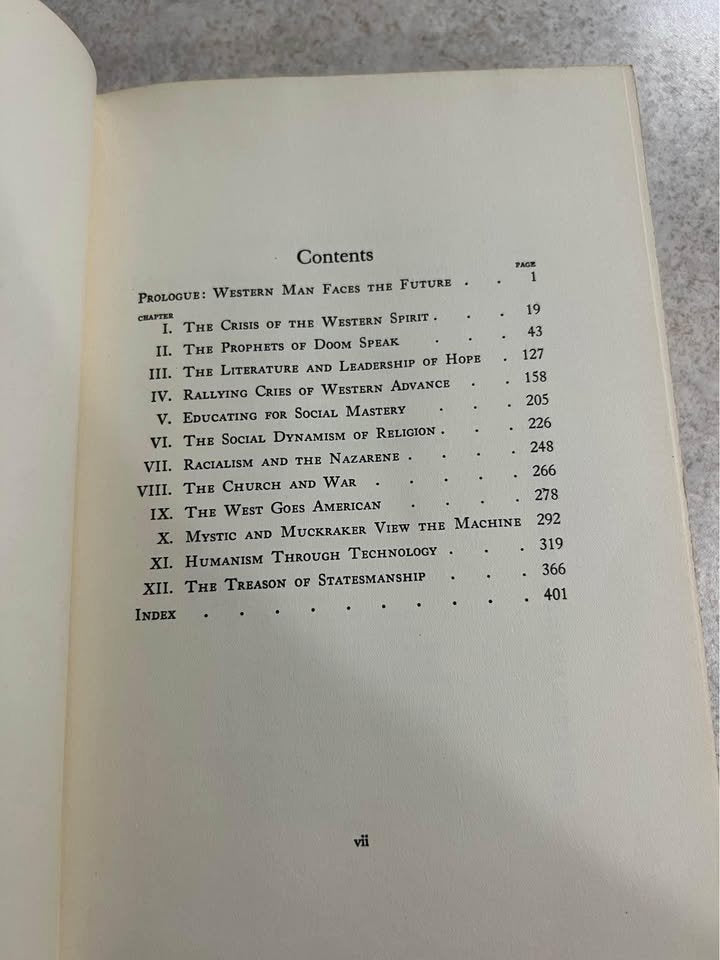 Contents
PAGE
PROLOGUE: WESTERN MAN FACES THE FUTURE . . 1
CHAPTER
I. THE CRISIS OF THE WESTERN SPIRIT . . . 19
II. THE PROPHETS OF DOOM SPEAK . . . 43
III. THE LITERATURE AND LEADERSHIP OF HOPE . 127
IV. RALLYING CRIES OF WESTERN ADVANCE . . 158
V. EDUCATING FOR SOCIAL MASTERY . . . 205
VI. THE SOCIAL DYNAMISM OF RELIGION . . . 226
VII. RACIALISM AND THE NAZARENE . . . . 248
VIII. THE CHURCH AND WAR . . . . . 266
IX. THE WEST GOES AMERICAN . . . . 278
X. MYSTIC AND MUCKRAKER VIEW THE MACHINE 292
XI. HUMANISM THROUGH TECHNOLOGY . . . 319
XII. THE TREASON OF STATESMANSHIP . . . 366
INDEX . . . . . . . . . . 401
vii